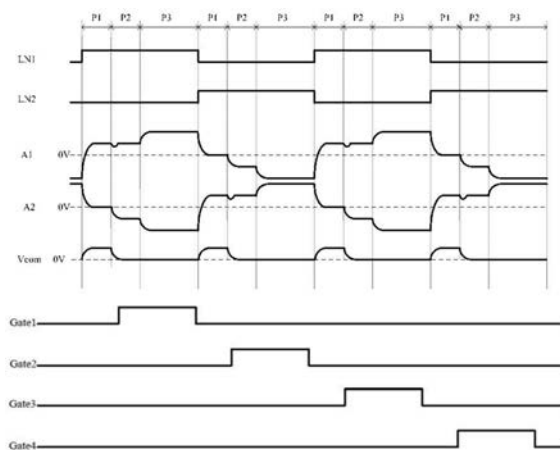 P1 P2 P3 P1 P2 P3 P1 P2 P3 P1 P2 P3
LN1
LN2
A1 0V
A2 0V
Vcom 0V
Gate1
Gate2
Gate3
Gate4